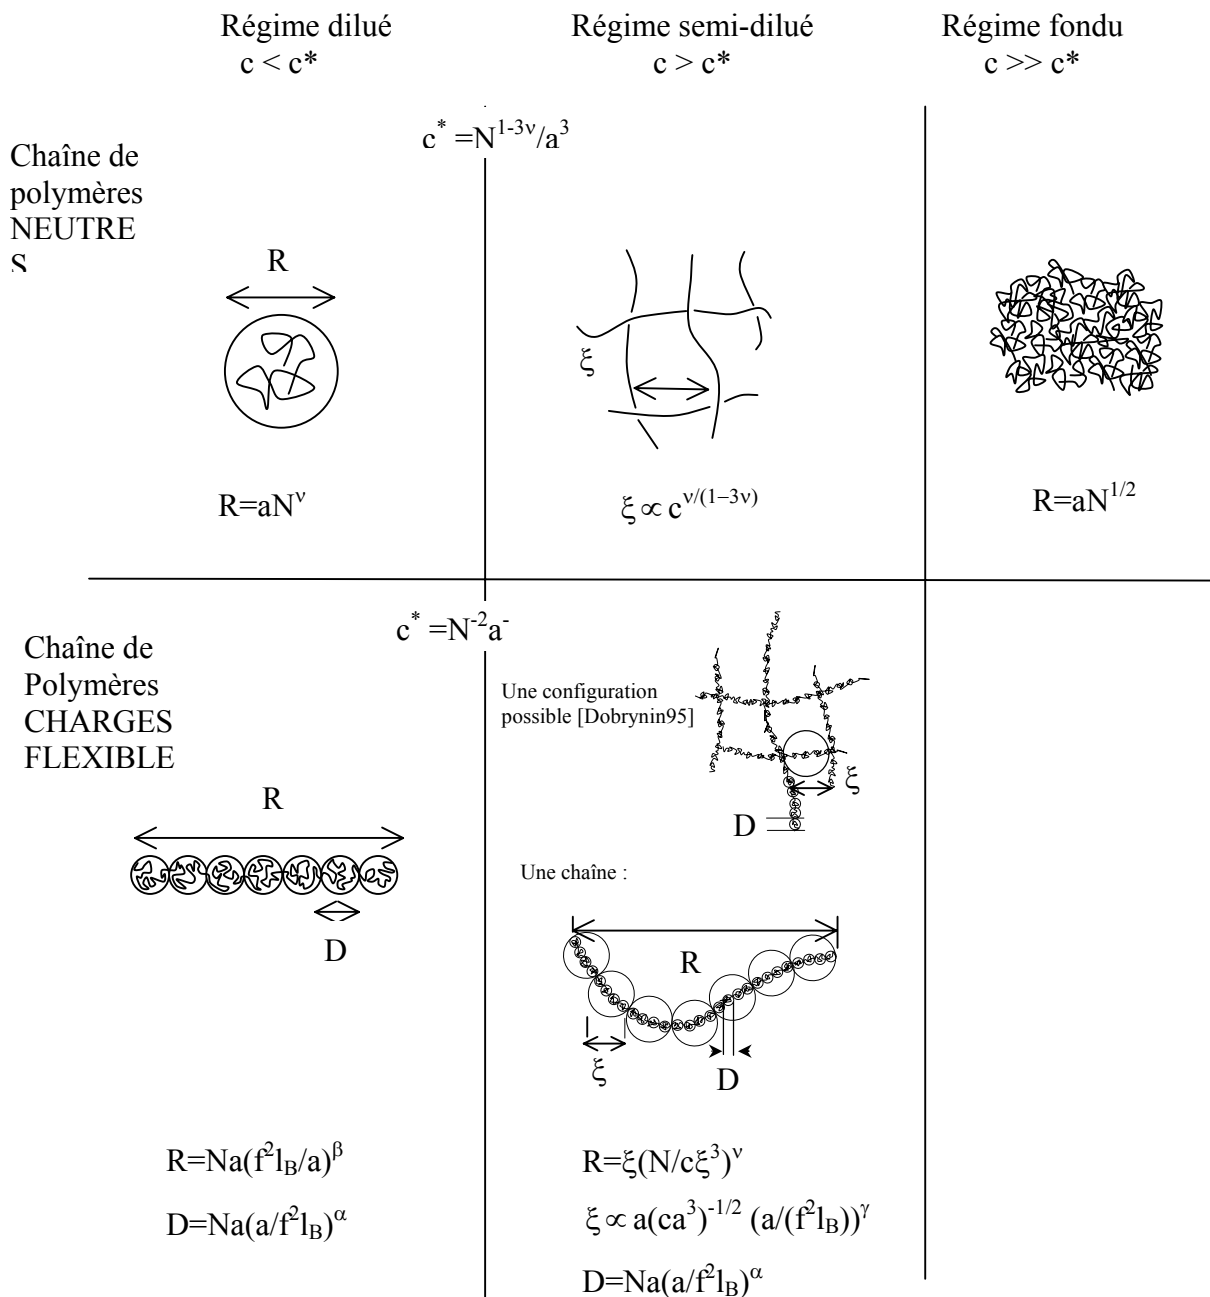 Régime dilué
c < c*
Régime semi-dilué
c > c*
Régime fondu
c >> c*
Chaîne de
polymères
NEUTRE
S
c* =N^{1-3ν}/a^3
R
ξ
R=aN^ν
ξ ∝ c^{ν/(1–3ν)}
R=aN^{1/2}
Chaîne de
Polymères
CHARGES
FLEXIBLE
c* =N^{-2}a^-
Une configuration
possible [Dobrynin95]
ξ
D
R
D
Une chaîne :
R
ξ
D
R=Na(f^2l_B/a)^β
D=Na(a/f^2l_B)^α
R=ξ(N/cξ^3)^ν
ξ ∝ a(ca^3)^{-1/2} (a/(f^2l_B))^γ
D=Na(a/f^2l_B)^α